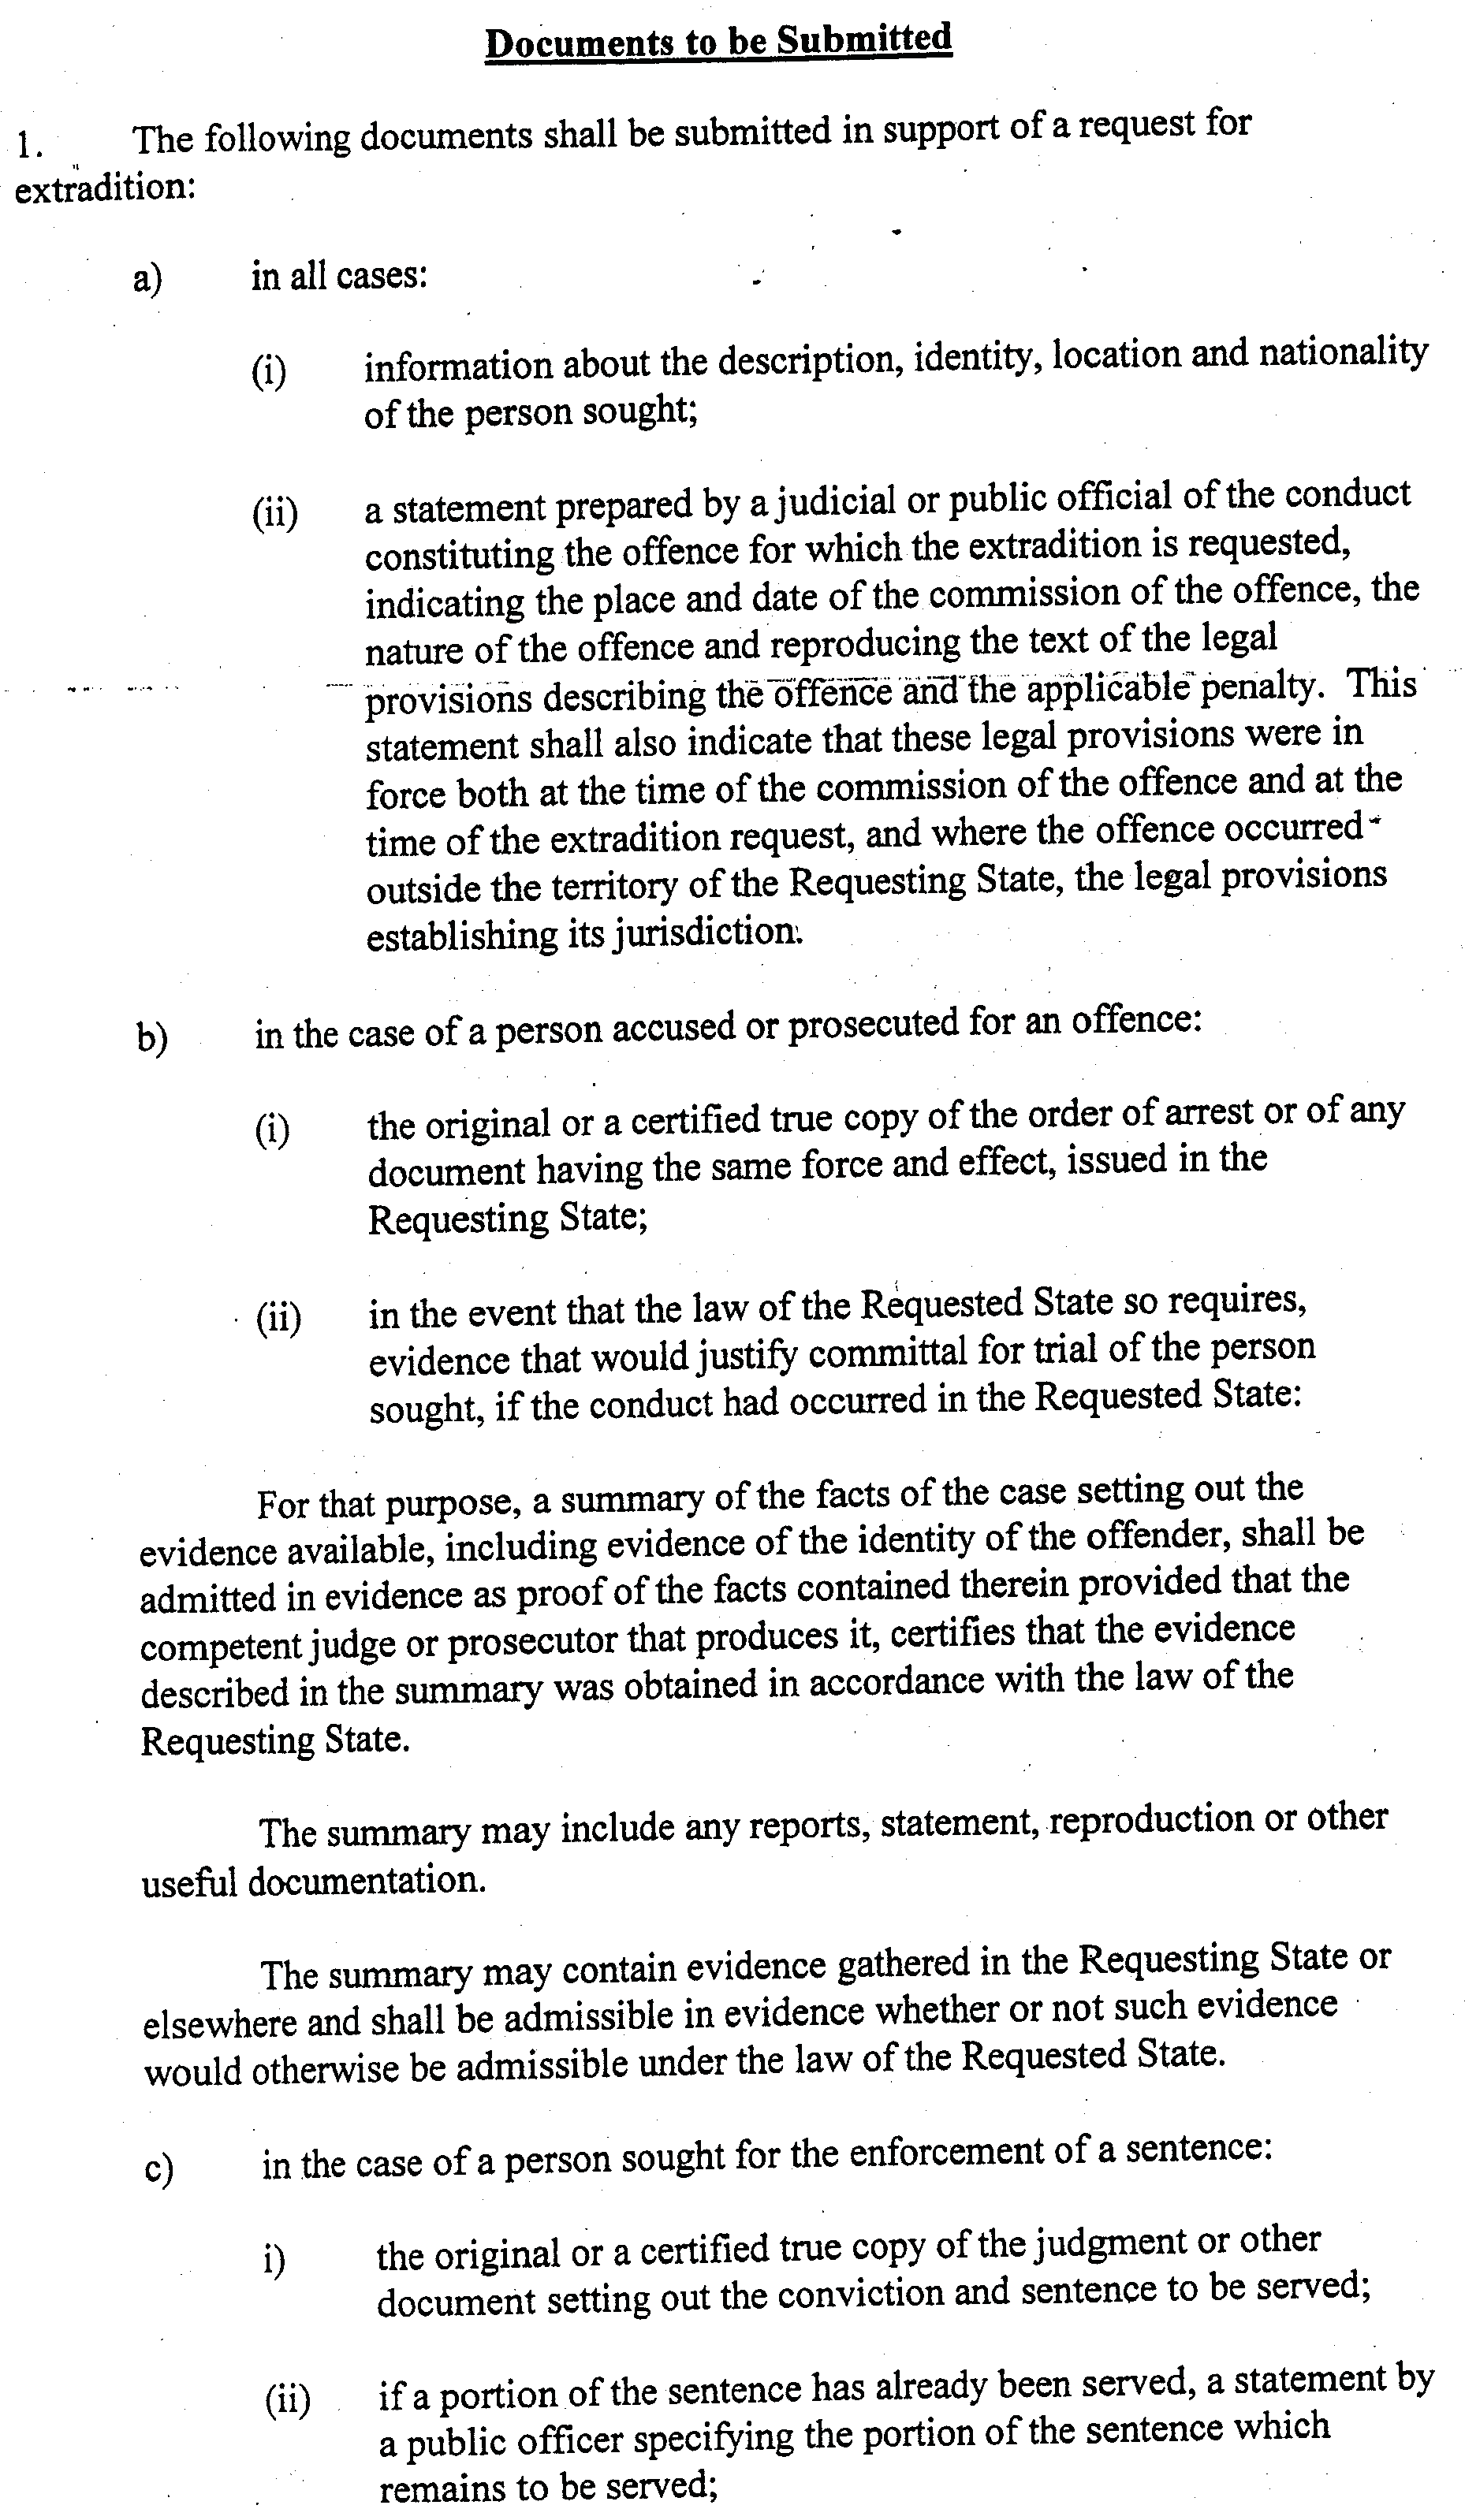 Documents to be Submitted
1. The following documents shall be submitted in support of a request for
extradition:
a) in all cases:
(i) information about the description, identity, location and nationality
of the person sought;
(ii) a statement prepared by a judicial or public official of the conduct
constituting the offence for which the extradition is requested,
indicating the place and date of the commission of the offence, the
nature of the offence and reproducing the text of the legal
provisions describing the offence and the applicable penalty. This
statement shall also indicate that these legal provisions were in
force both at the time of the commission of the offence and at the
time of the extradition request, and where the offence occurred
outside the territory of the Requesting State, the legal provisions
establishing its jurisdiction.
b) in the case of a person accused or prosecuted for an offence:
(i) the original or a certified true copy of the order of arrest or of any
document having the same force and effect, issued in the
Requesting State;
(ii) in the event that the law of the Requested State so requires,
evidence that would justify committal for trial of the person
sought, if the conduct had occurred in the Requested State:
For that purpose, a summary of the facts of the case setting out the
evidence available, including evidence of the identity of the offender, shall be
admitted in evidence as proof of the facts contained therein provided that the
competent judge or prosecutor that produces it, certifies that the evidence
described in the summary was obtained in accordance with the law of the
Requesting State.
The summary may include any reports, statement, reproduction or other
useful documentation.
The summary may contain evidence gathered in the Requesting State or
elsewhere and shall be admissible in evidence whether or not such evidence
would otherwise be admissible under the law of the Requested State.
c) in the case of a person sought for the enforcement of a sentence:
i) the original or a certified true copy of the judgment or other
document setting out the conviction and sentence to be served;
(ii) if a portion of the sentence has already been served, a statement by
a public officer specifying the portion of the sentence which
remains to be served;